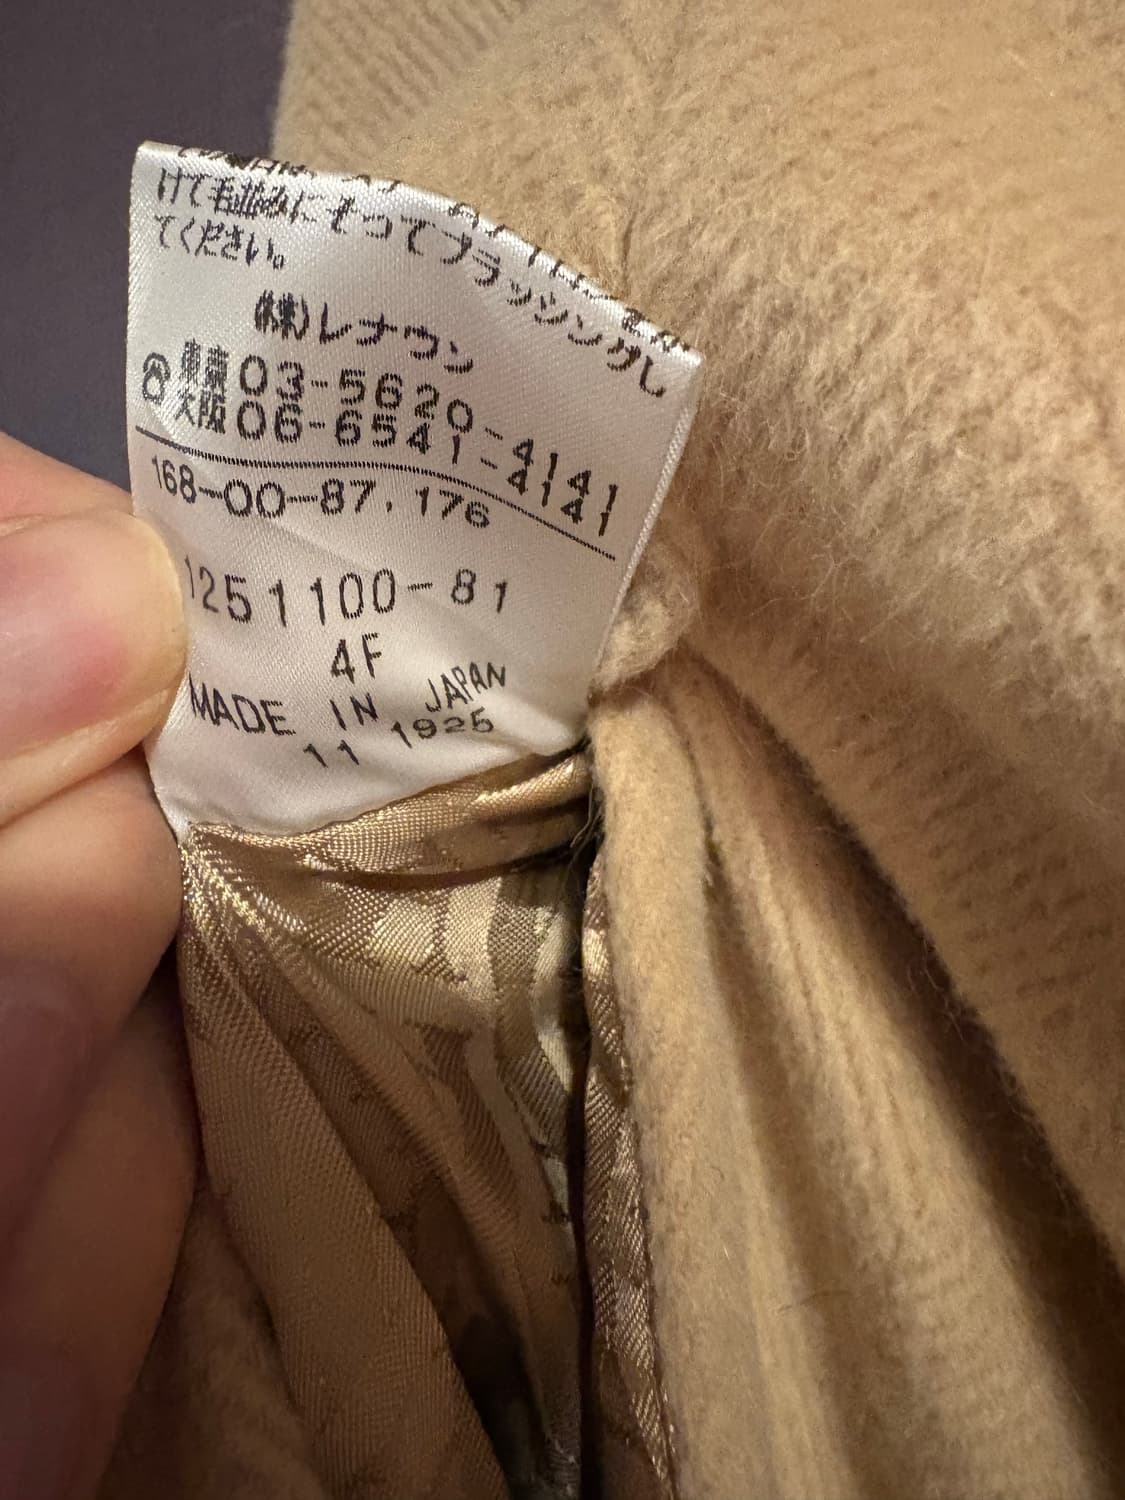 けて毛並みにそってブラッシングし
てください。
(株)レナウン
東京03-5620-4141
大阪06-6541-4141
168-00-87.176
1251100-81
4F
MADE IN JAPAN
11 1925